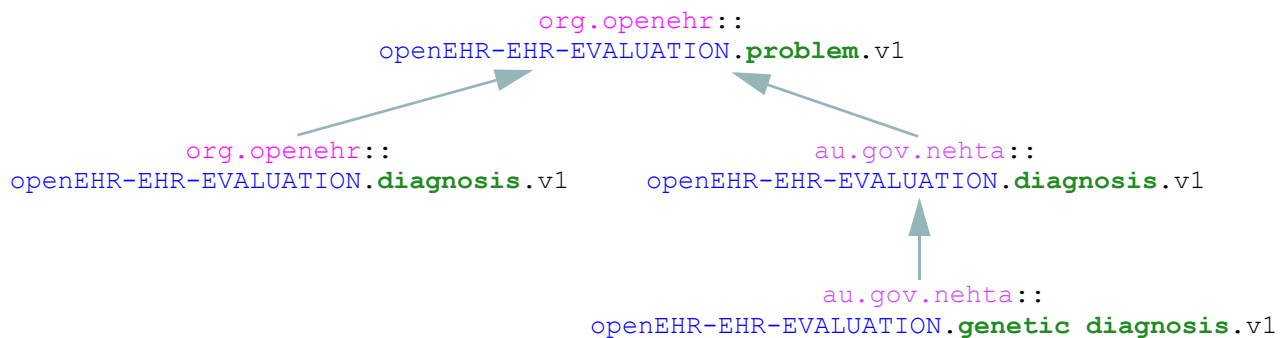 org.openehr::
openEHR-EHR-EVALUATION.problem.v1
org.openehr::
openEHR-EHR-EVALUATION.diagnosis.v1
au.gov.nehta::
openEHR-EHR-EVALUATION.diagnosis.v1
au.gov.nehta::
openEHR-EHR-EVALUATION.genetic diagnosis.v1